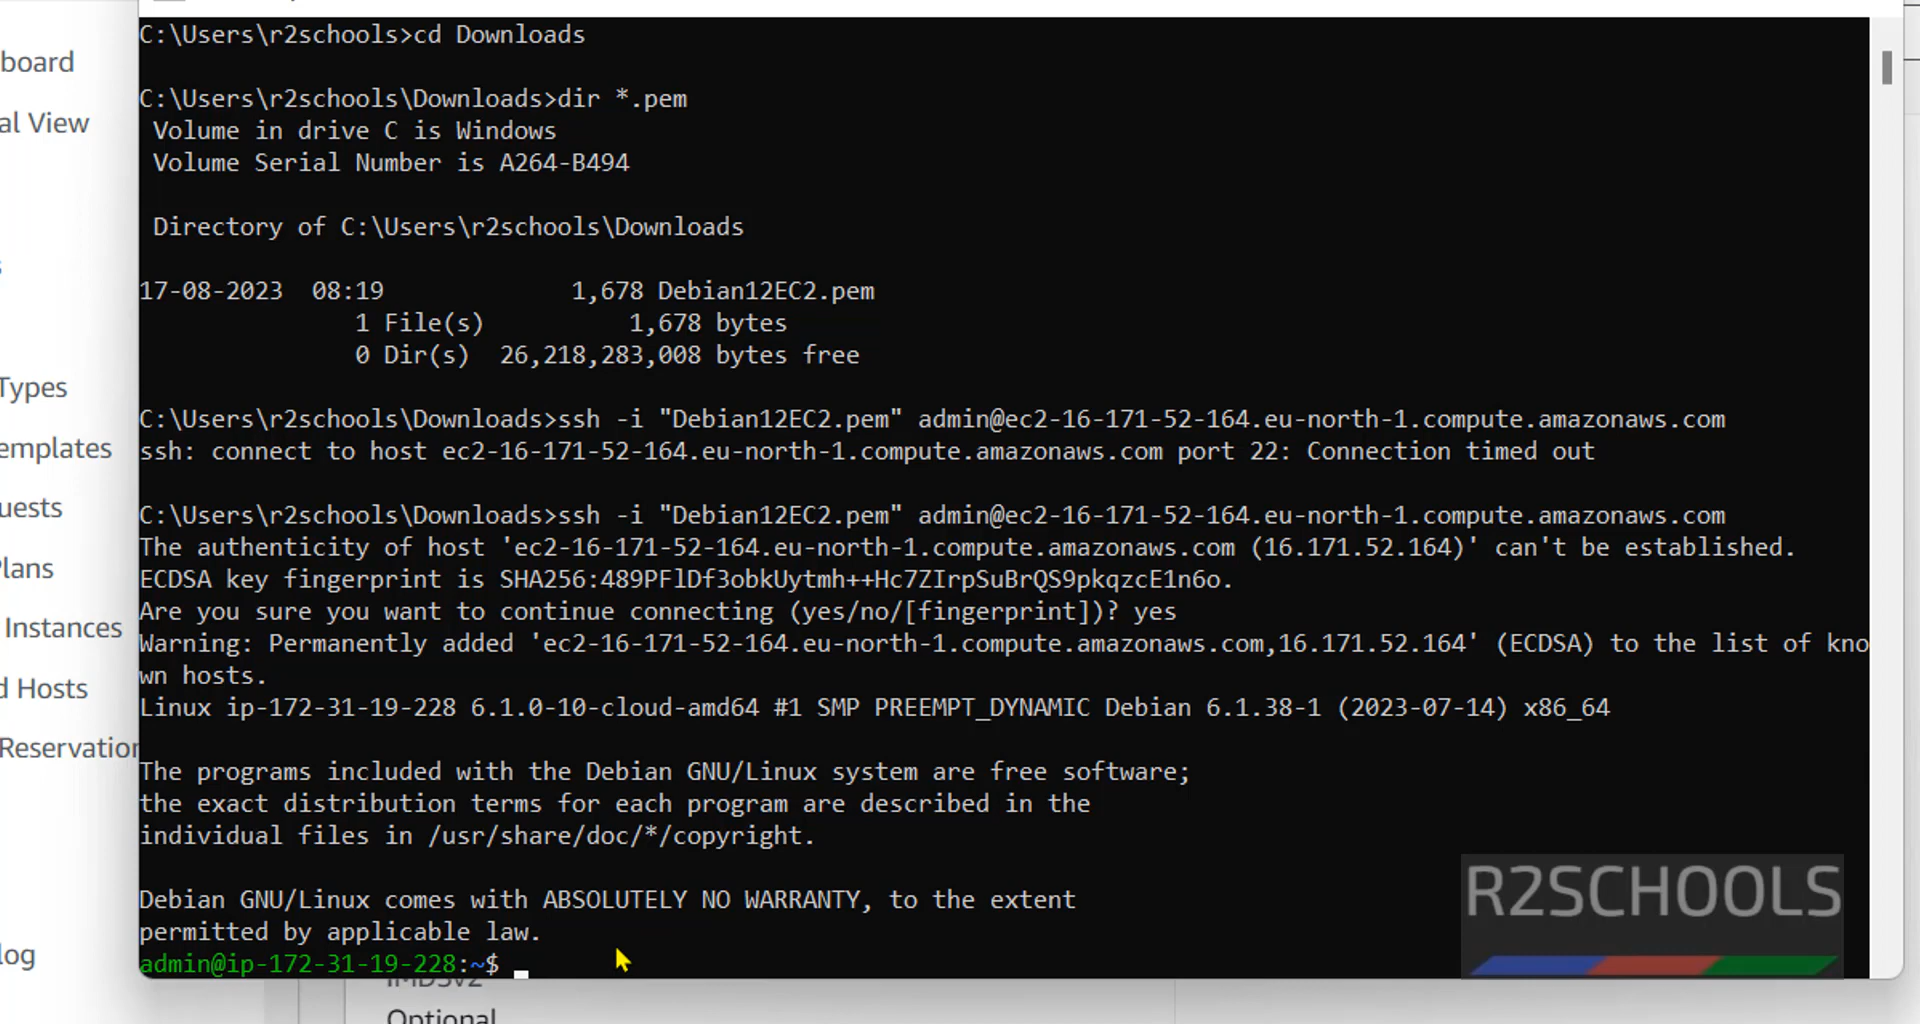 board
al View
Types
emplates
uests
Plans
Instances
d Hosts
Reservation
log
C:\Users\r2schools>cd Downloads
C:\Users\r2schools\Downloads>dir *.pem
Volume in drive C is Windows
Volume Serial Number is A264-B494
Directory of C:\Users\r2schools\Downloads
17-08-2023  08:19             1,678 Debian12EC2.pem
1 File(s)          1,678 bytes
0 Dir(s)  26,218,283,008 bytes free
C:\Users\r2schools\Downloads>ssh -i "Debian12EC2.pem" admin@ec2-16-171-52-164.eu-north-1.compute.amazonaws.com
ssh: connect to host ec2-16-171-52-164.eu-north-1.compute.amazonaws.com port 22: Connection timed out
C:\Users\r2schools\Downloads>ssh -i "Debian12EC2.pem" admin@ec2-16-171-52-164.eu-north-1.compute.amazonaws.com
The authenticity of host 'ec2-16-171-52-164.eu-north-1.compute.amazonaws.com (16.171.52.164)' can't be established.
ECDSA key fingerprint is SHA256:489PFlDf3obkUytmh++Hc7ZIrpSuBrQS9pkqzcE1n6o.
Are you sure you want to continue connecting (yes/no/[fingerprint])? yes
Warning: Permanently added 'ec2-16-171-52-164.eu-north-1.compute.amazonaws.com,16.171.52.164' (ECDSA) to the list of kno
wn hosts.
Linux ip-172-31-19-228 6.1.0-10-cloud-amd64 #1 SMP PREEMPT_DYNAMIC Debian 6.1.38-1 (2023-07-14) x86_64
The programs included with the Debian GNU/Linux system are free software;
the exact distribution terms for each program are described in the
individual files in /usr/share/doc/*/copyright.
Debian GNU/Linux comes with ABSOLUTELY NO WARRANTY, to the extent
permitted by applicable law.
admin@ip-172-31-19-228:~$
R2SCHOOLS
IMDSv2
Optional